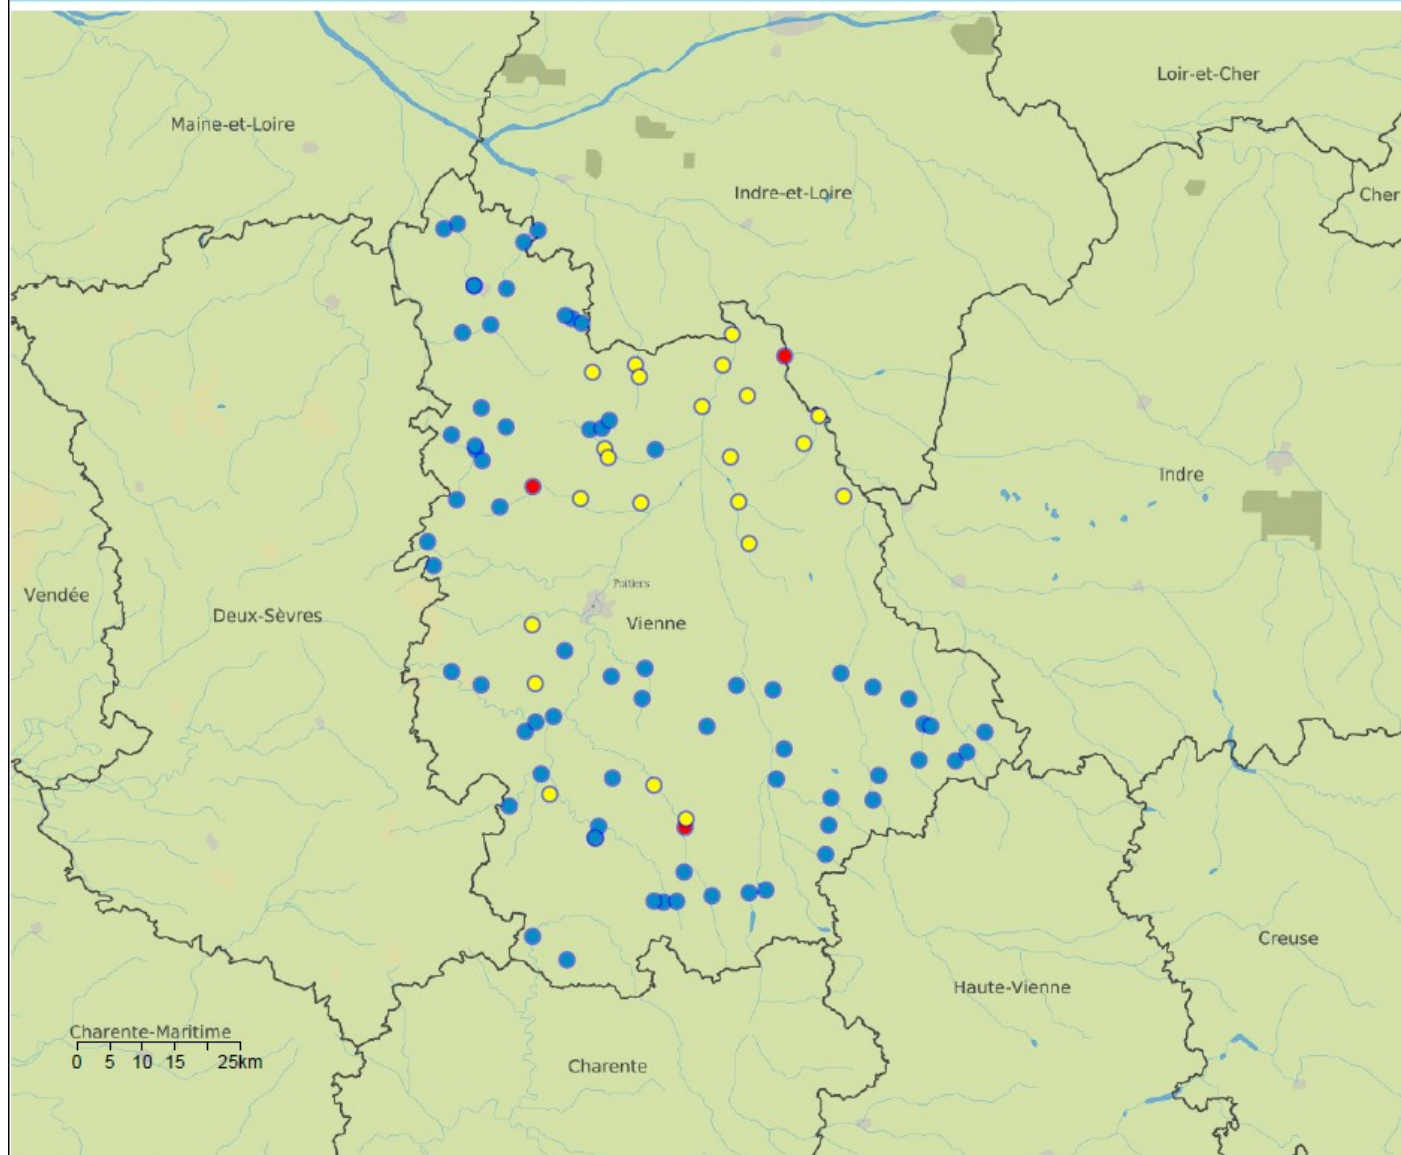 Loir-et-Cher
Maine-et-Loire
Indre-et-Loire
Cher
Indre
Poitiers
Vendée
Deux-Sèvres
Vienne
Creuse
Haute-Vienne
Charente-Maritime
0 5 10 15 25km
Charente